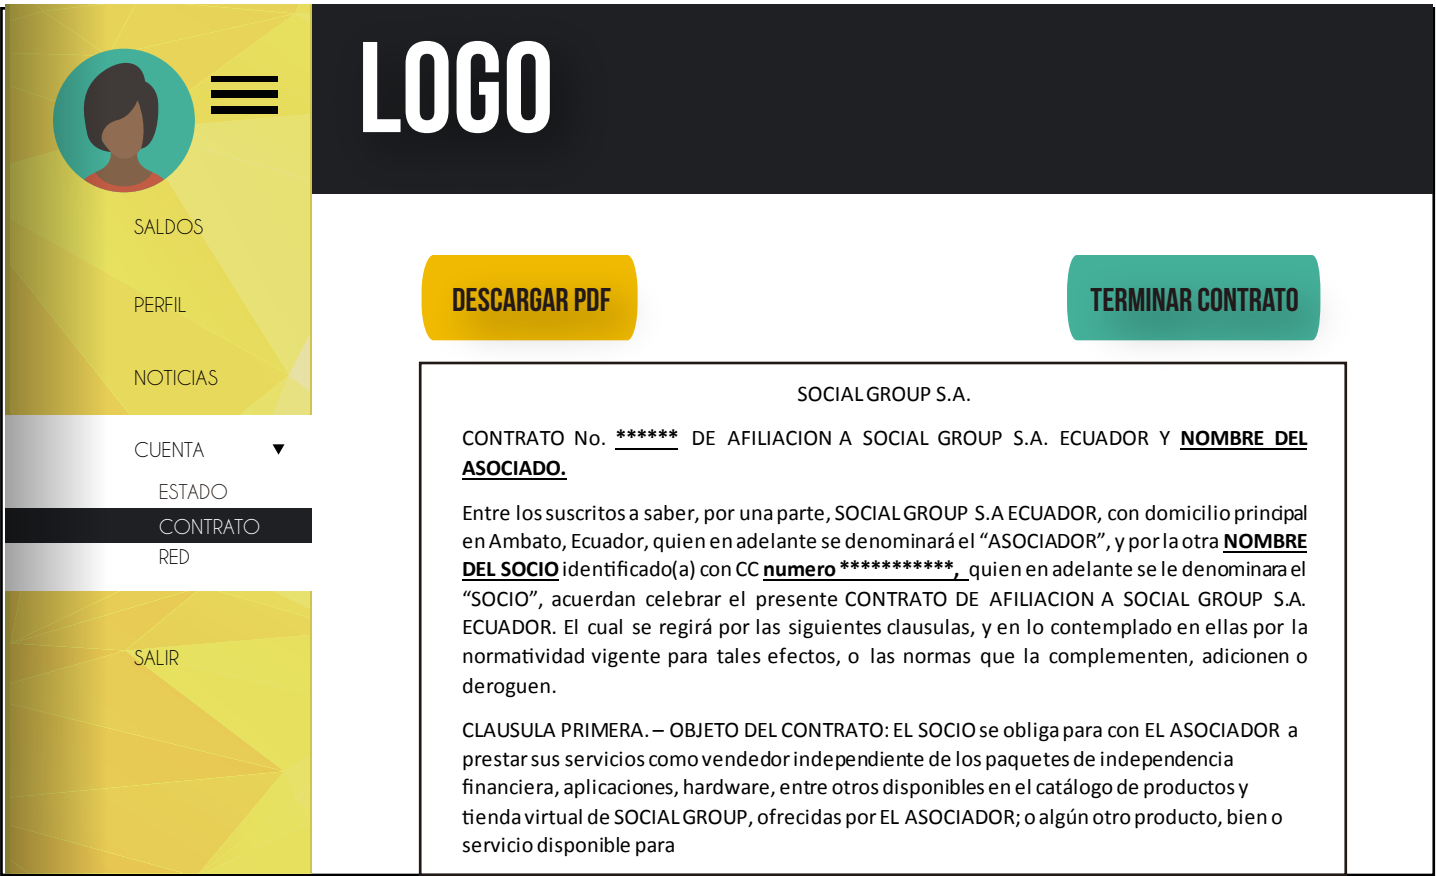 LOGO
SALDOS
PERFIL
NOTICIAS
CUENTA ▼
ESTADO
CONTRATO
RED
SALIR
DESCARGAR PDF
TERMINAR CONTRATO
SOCIAL GROUP S.A.
CONTRATO No. ****** DE AFILIACION A SOCIAL GROUP S.A. ECUADOR Y NOMBRE DEL
ASOCIADO.
Entre los suscritos a saber, por una parte, SOCIAL GROUP S.A ECUADOR, con domicilio principal
en Ambato, Ecuador, quien en adelante se denominará el “ASOCIADOR”, y por la otra NOMBRE
DEL SOCIO identificado(a) con CC numero ***********, quien en adelante se le denominara el
“SOCIO”, acuerdan celebrar el presente CONTRATO DE AFILIACION A SOCIAL GROUP S.A.
ECUADOR. El cual se regirá por las siguientes clausulas, y en lo contemplado en ellas por la
normatividad vigente para tales efectos, o las normas que la complementen, adicionen o
deroguen.
CLAUSULA PRIMERA. – OBJETO DEL CONTRATO: EL SOCIO se obliga para con EL ASOCIADOR a
prestar sus servicios como vendedor independiente de los paquetes de independencia
financiera, aplicaciones, hardware, entre otros disponibles en el catálogo de productos y
tienda virtual de SOCIAL GROUP, ofrecidas por EL ASOCIADOR; o algún otro producto, bien o
servicio disponible para